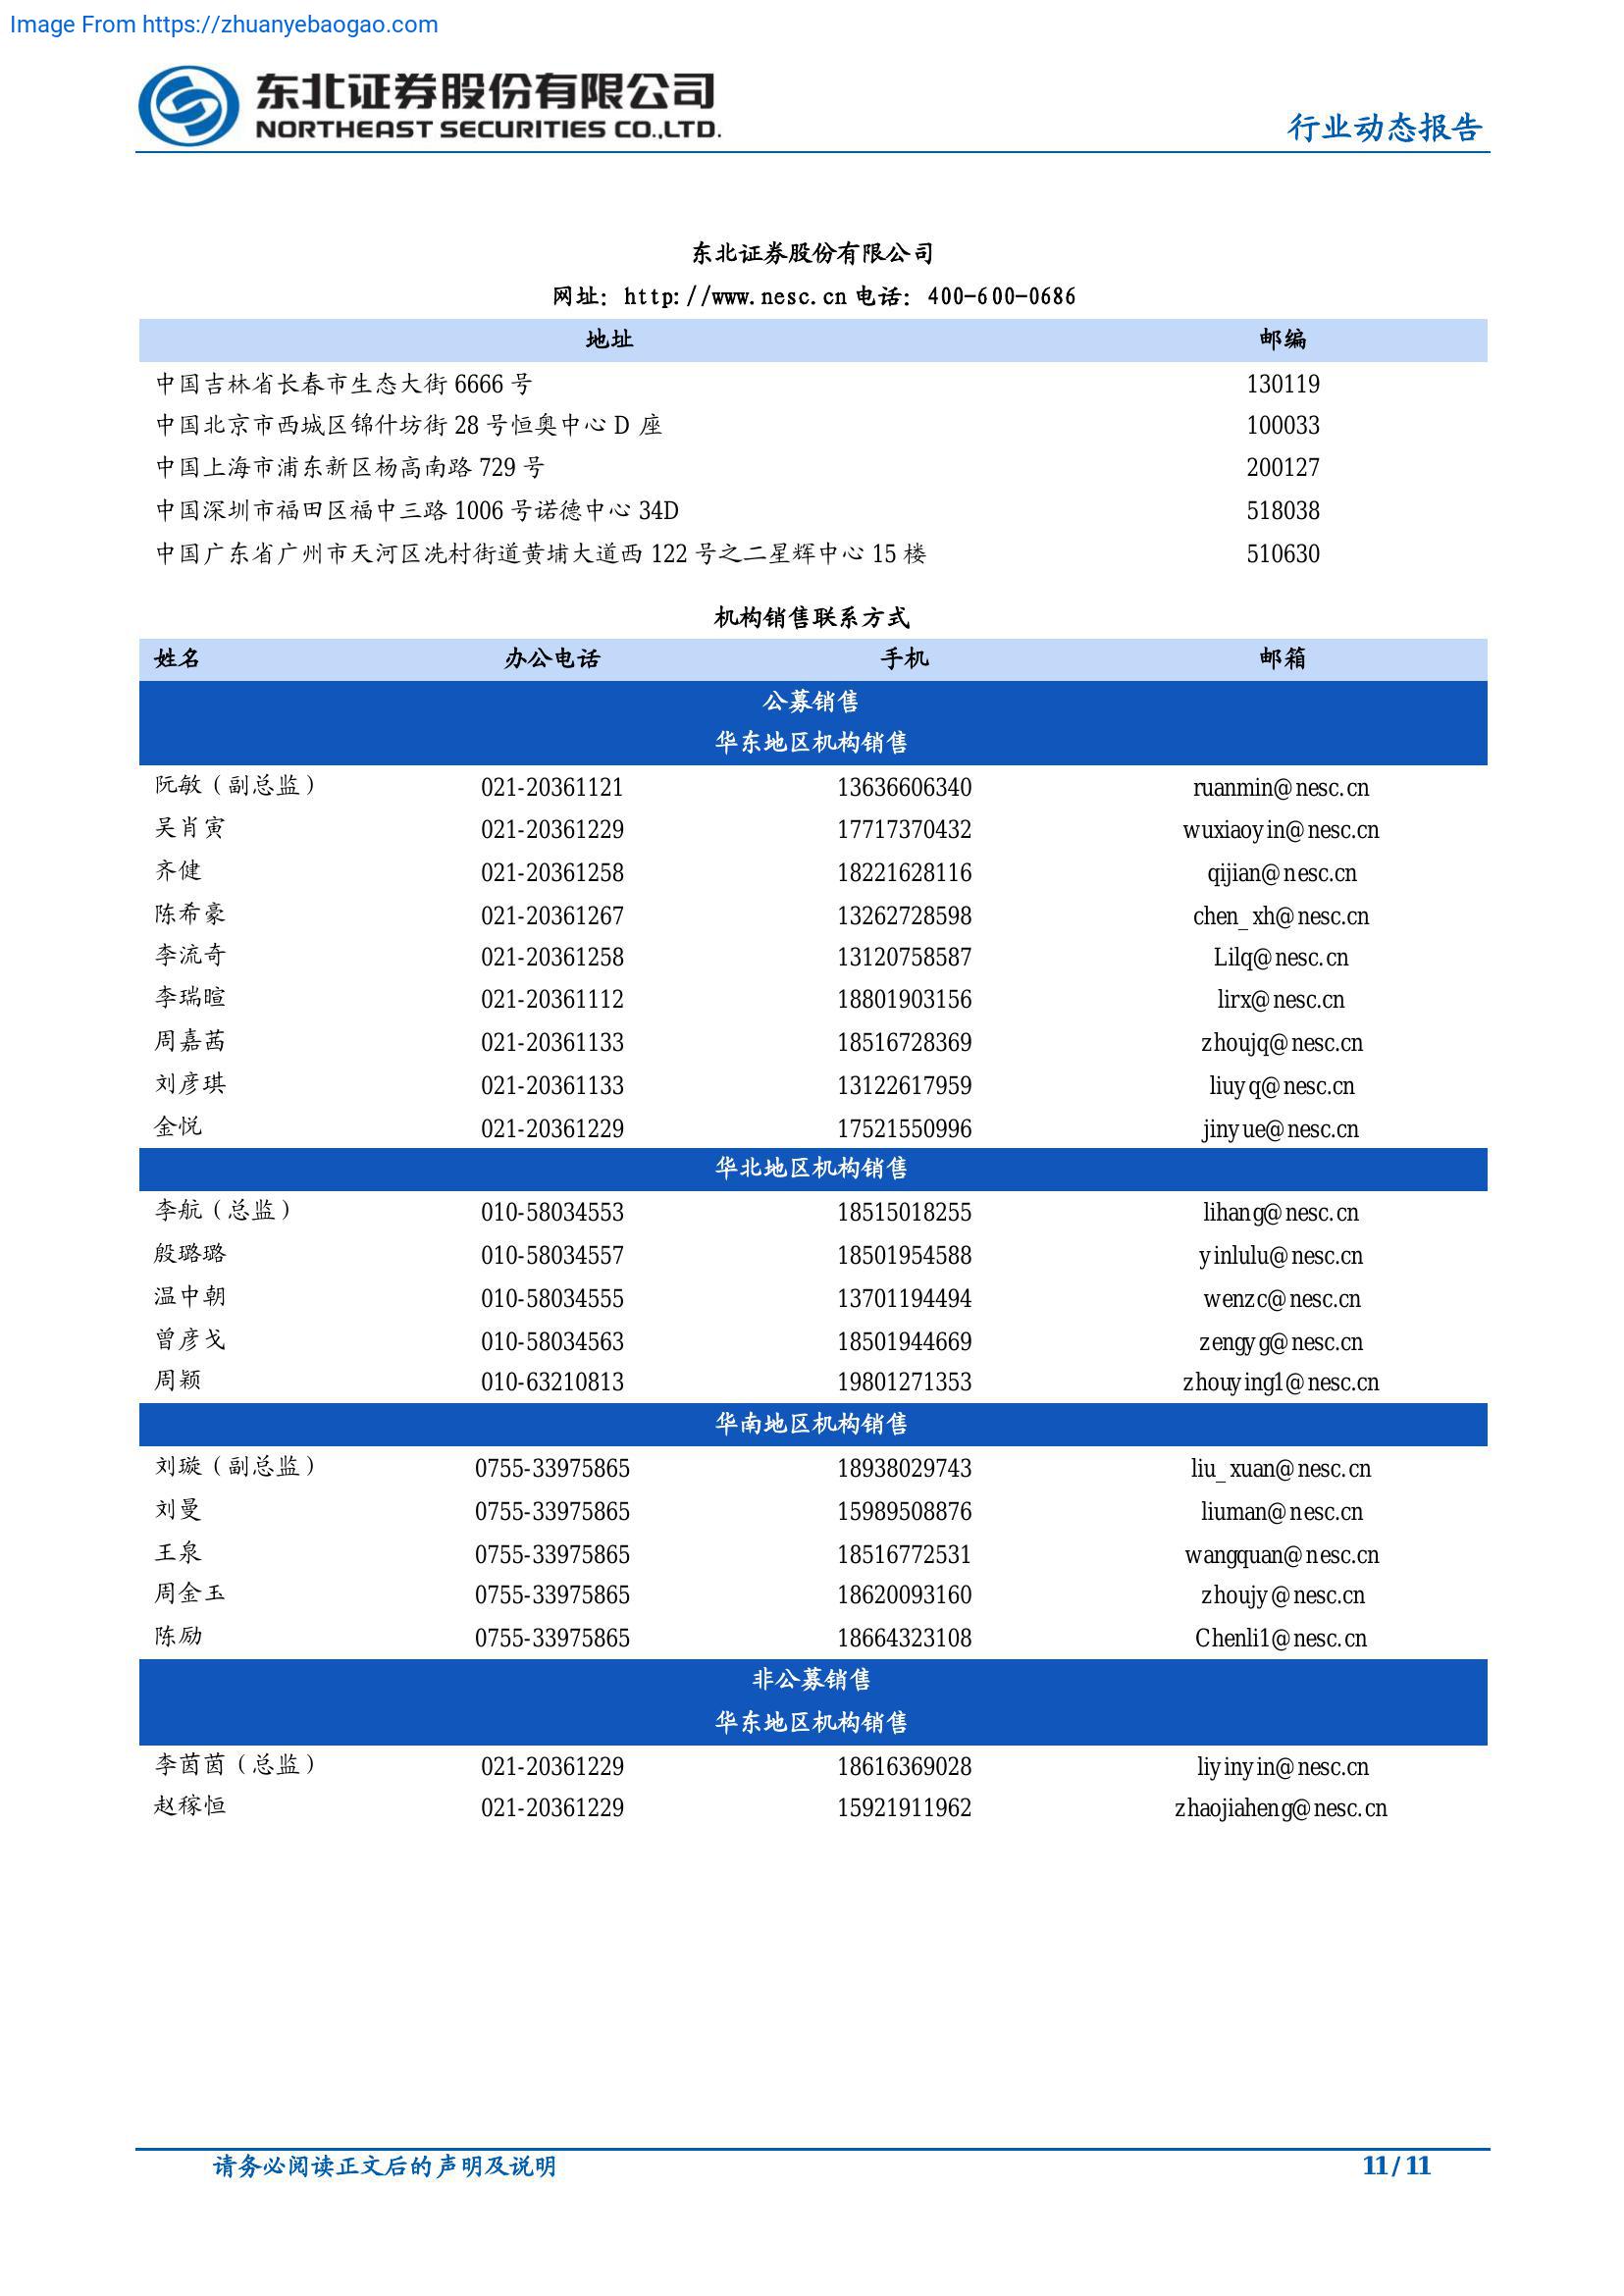 Image From https://zhuanyebaogao.com
东北证券股份有限公司
NORTHEAST SECURITIES CO.,LTD.
行业动态报告
东北证券股份有限公司
网址：http://www.nesc.cn 电话：400-600-0686
地址 邮编
中国吉林省长春市生态大街 6666 号 130119
中国北京市西城区锦什坊街 28 号恒奥中心 D 座 100033
中国上海市浦东新区杨高南路 729 号 200127
中国深圳市福田区福中三路 1006 号诺德中心 34D 518038
中国广东省广州市天河区冼村街道黄埔大道西 122 号之二星辉中心 15 楼 510630
机构销售联系方式
姓名 办公电话 手机 邮箱
公募销售
华东地区机构销售
阮敏（副总监） 021-20361121 13636606340 ruanmin@nesc.cn
吴肖寅 021-20361229 17717370432 wuxiaoyin@nesc.cn
齐健 021-20361258 18221628116 qijian@nesc.cn
陈希豪 021-20361267 13262728598 chen_xh@nesc.cn
李流奇 021-20361258 13120758587 Lilq@nesc.cn
李瑞暄 021-20361112 18801903156 lirx@nesc.cn
周嘉茜 021-20361133 18516728369 zhoujq@nesc.cn
刘彦琪 021-20361133 13122617959 liuyq@nesc.cn
金悦 021-20361229 17521550996 jinyue@nesc.cn
华北地区机构销售
李航（总监） 010-58034553 18515018255 lihang@nesc.cn
殷璐璐 010-58034557 18501954588 yinlulu@nesc.cn
温中朝 010-58034555 13701194494 wenzc@nesc.cn
曾彦戈 010-58034563 18501944669 zengyg@nesc.cn
周颖 010-63210813 19801271353 zhouying1@nesc.cn
华南地区机构销售
刘璇（副总监） 0755-33975865 18938029743 liu_xuan@nesc.cn
刘曼 0755-33975865 15989508876 liuman@nesc.cn
王泉 0755-33975865 18516772531 wangquan@nesc.cn
周金玉 0755-33975865 18620093160 zhoujy@nesc.cn
陈励 0755-33975865 18664323108 Chenli1@nesc.cn
非公募销售
华东地区机构销售
李茵茵（总监） 021-20361229 18616369028 liyinyin@nesc.cn
赵稼恒 021-20361229 15921911962 zhaojiaheng@nesc.cn
请务必阅读正文后的声明及说明 11/11